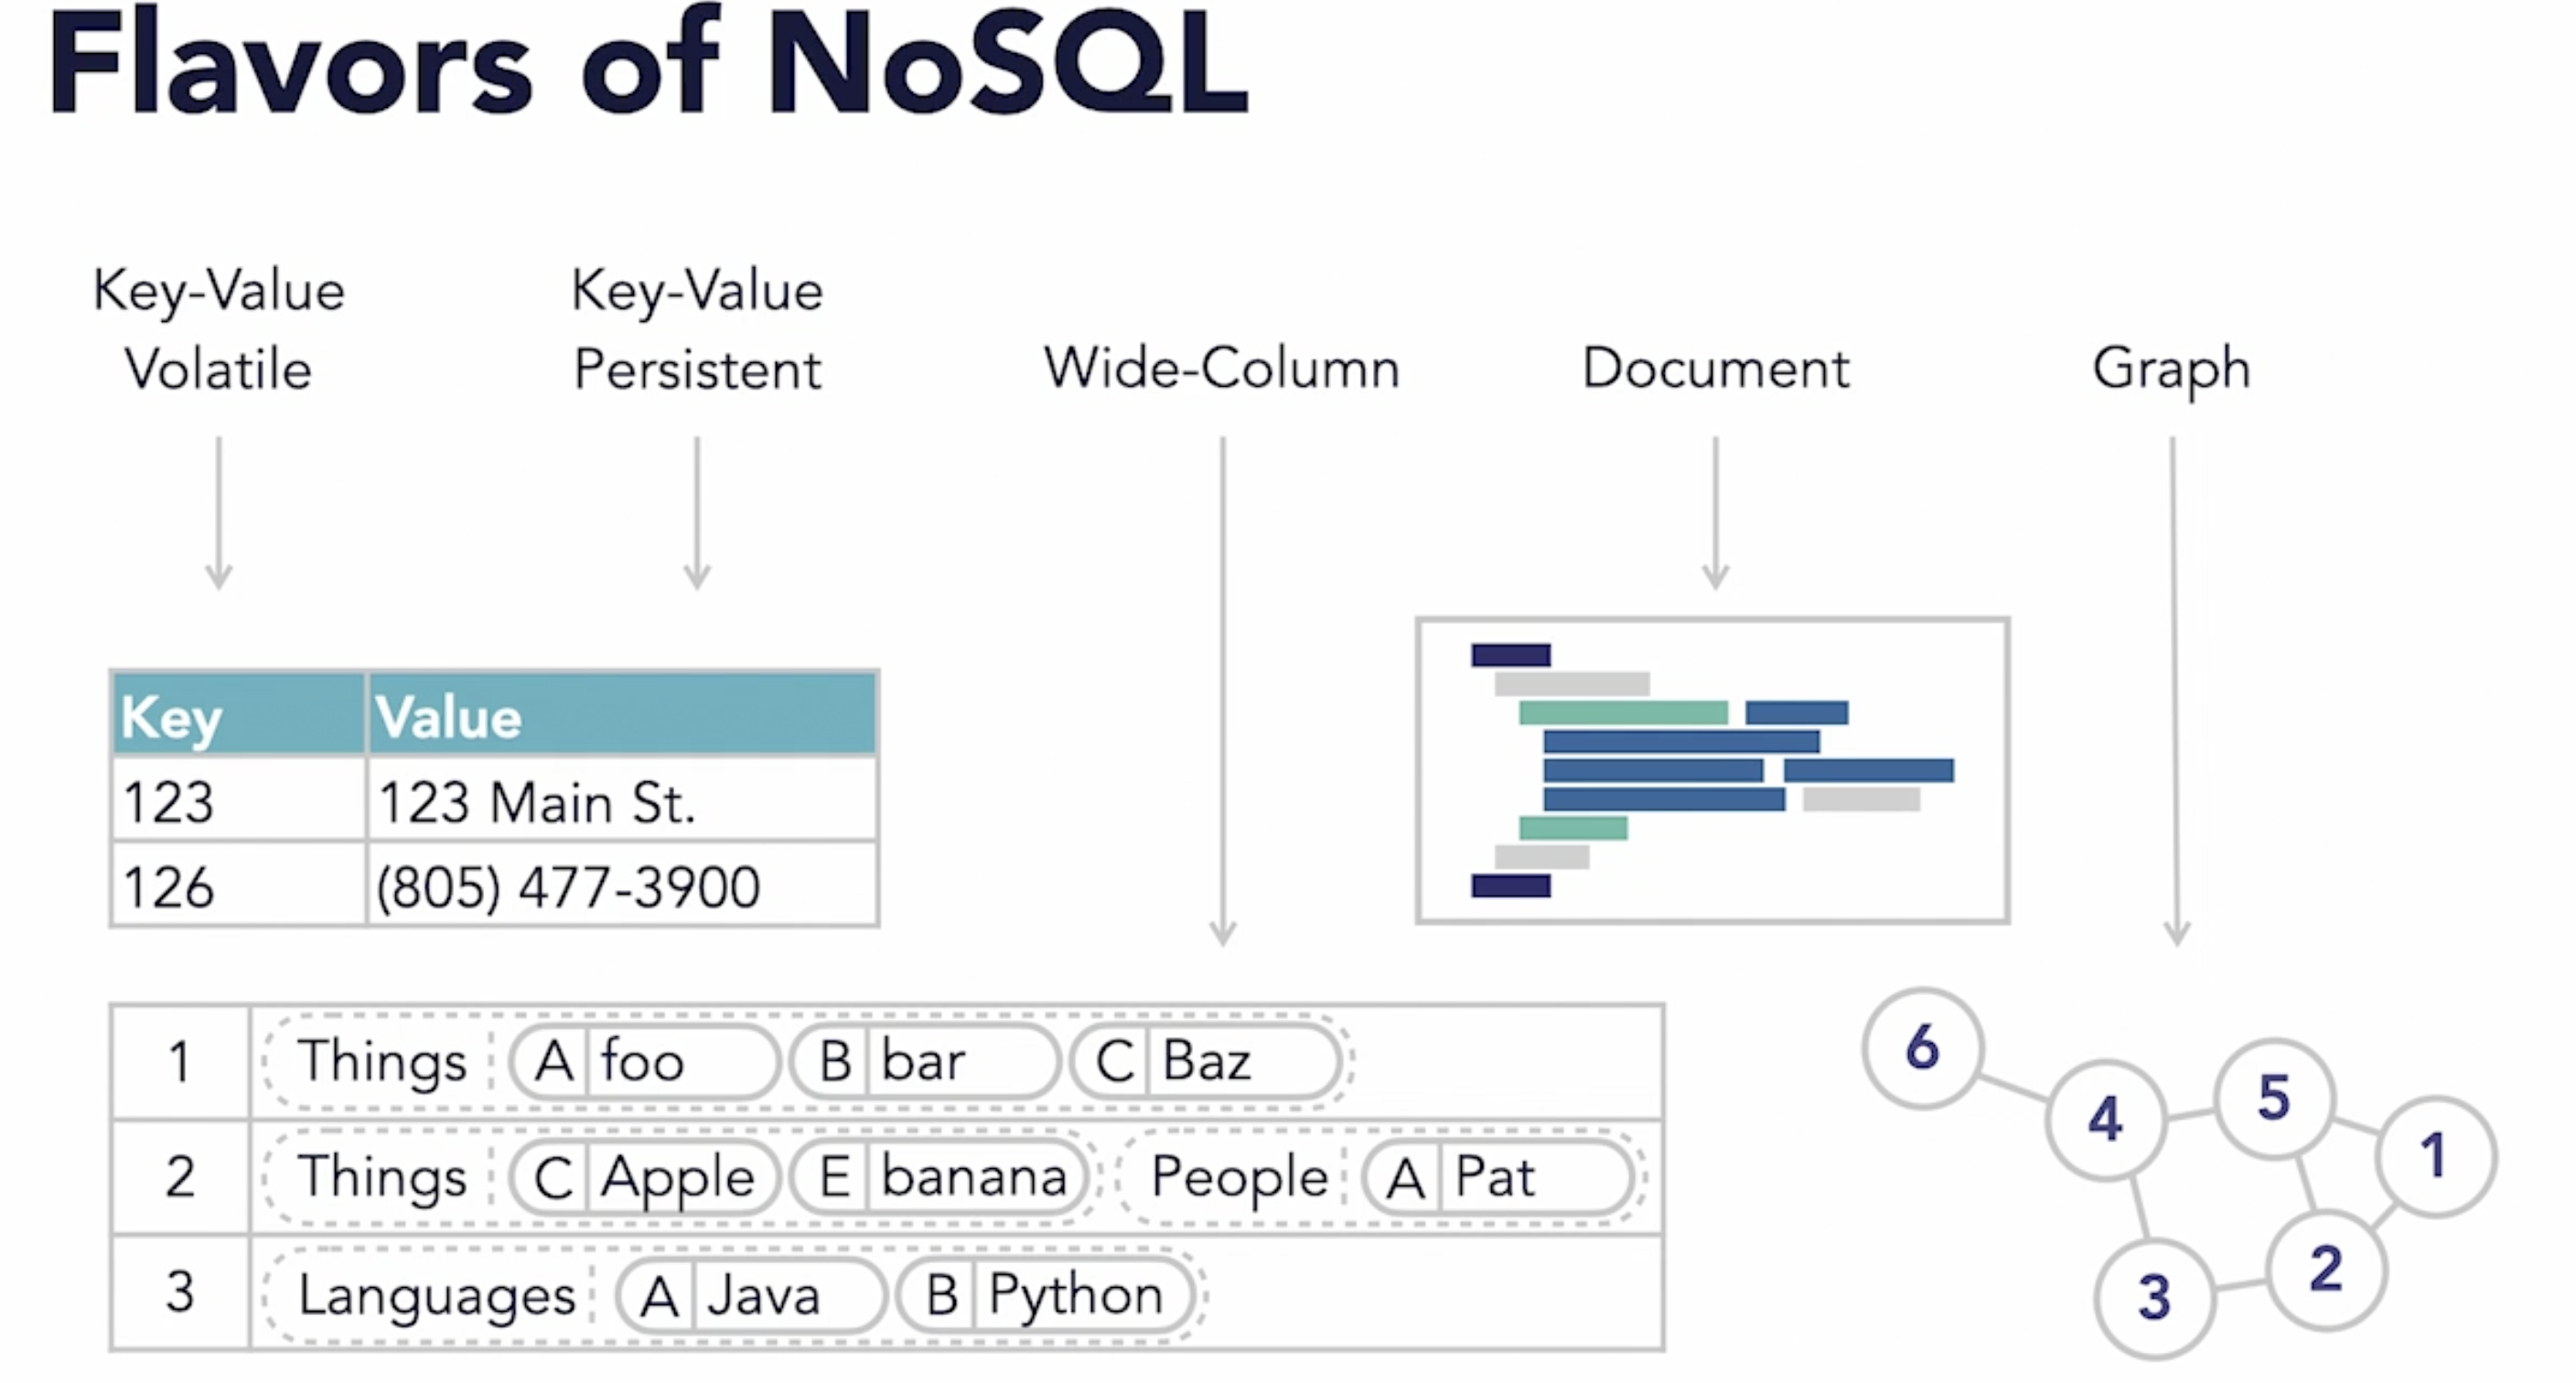 Flavors of NoSQL
Key-Value
Volatile
Key-Value
Persistent
Wide-Column
Document
Graph
Key Value
123 123 Main St.
126 (805) 477-3900
1 Things A foo B bar C Baz
2 Things C Apple E banana People A Pat
3 Languages A Java B Python
6
4
5
1
3
2